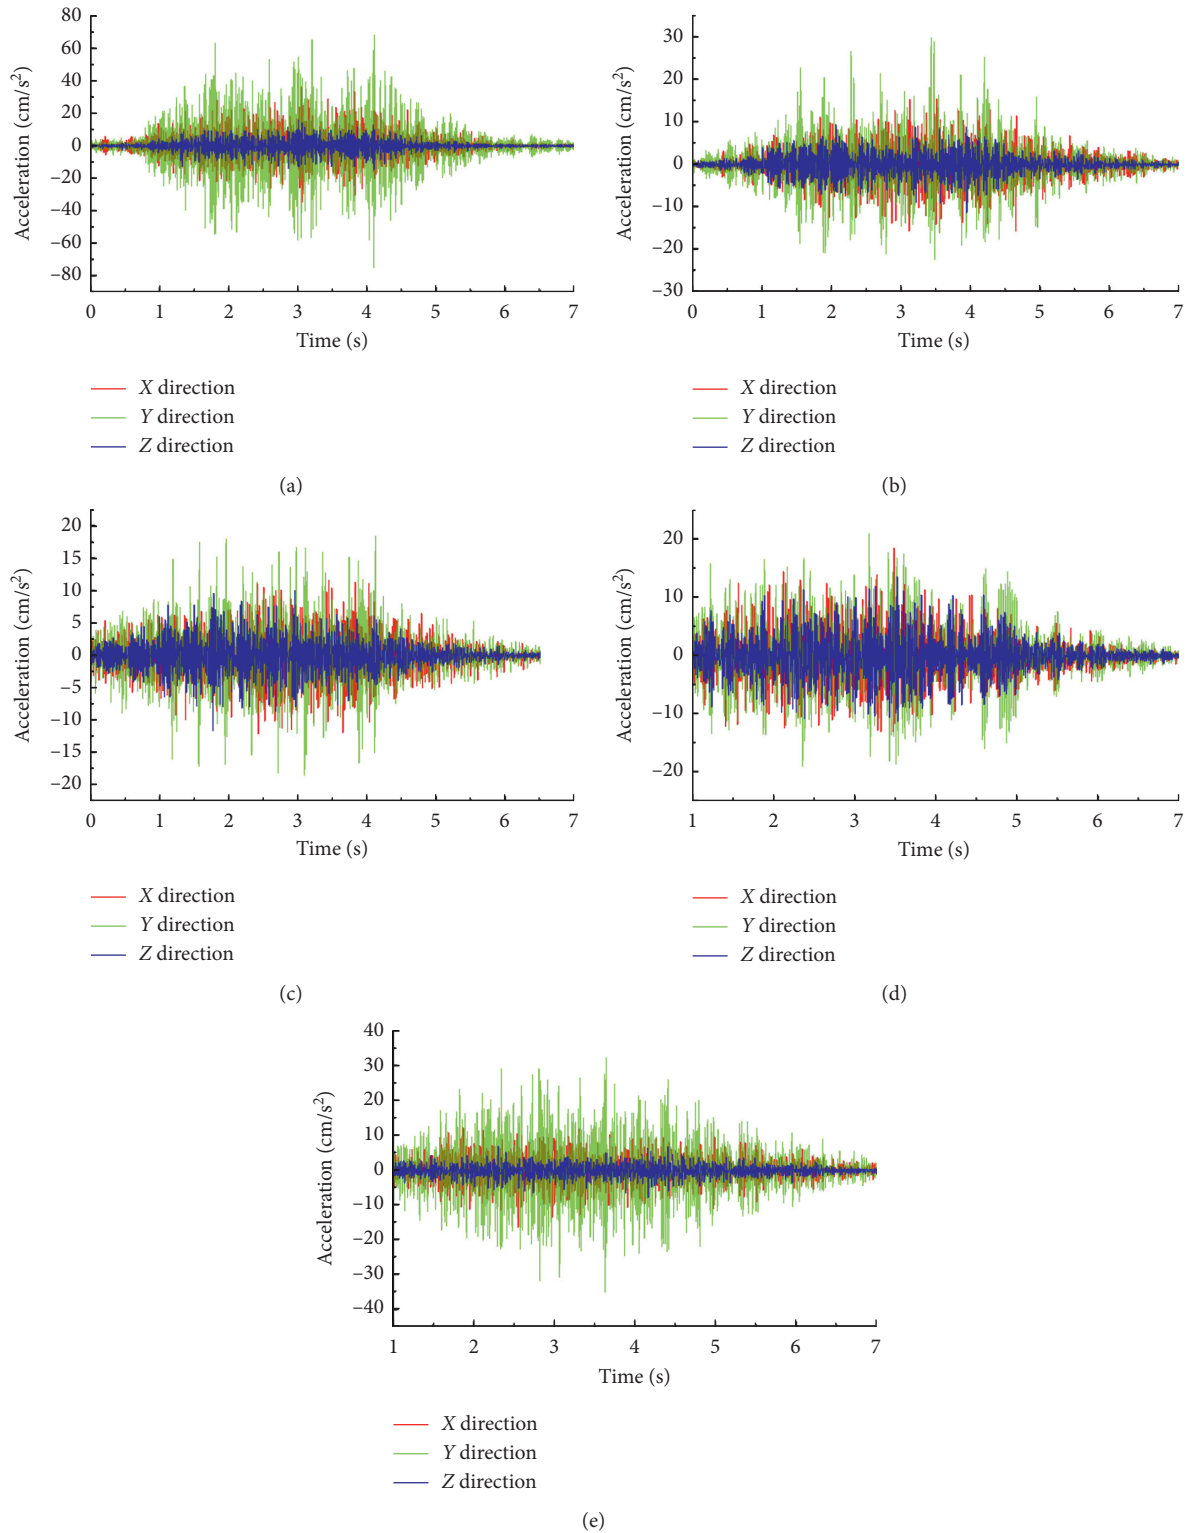 80
60
40
20
0
–20
–40
–60
–80
Acceleration (cm/s²)
0 1 2 3 4 5 6 7
Time (s)
X direction
Y direction
Z direction
(a)
30
20
10
0
–10
–20
–30
Acceleration (cm/s²)
0 1 2 3 4 5 6 7
Time (s)
X direction
Y direction
Z direction
(b)
20
15
10
5
0
–5
–10
–15
–20
Acceleration (cm/s²)
0 1 2 3 4 5 6 7
Time (s)
X direction
Y direction
Z direction
(c)
20
10
0
–10
–20
Acceleration (cm/s²)
1 2 3 4 5 6 7
Time (s)
X direction
Y direction
Z direction
(d)
40
30
20
10
0
–10
–20
–30
–40
Acceleration (cm/s²)
1 2 3 4 5 6 7
Time (s)
X direction
Y direction
Z direction
(e)